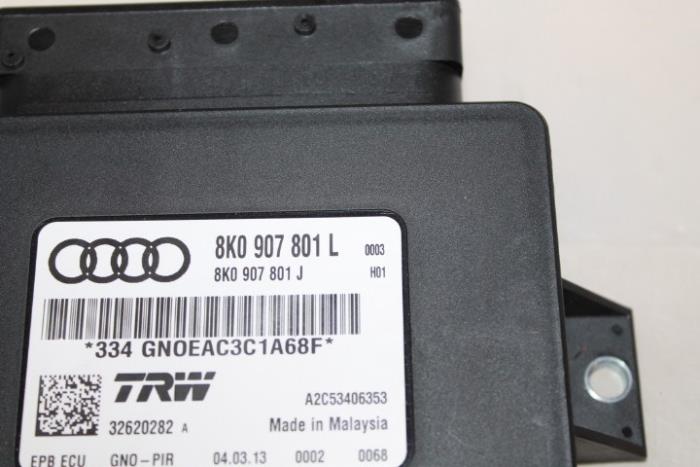 8K0 907 801 L 0003
8K0 907 801 J H01
*334 GNOEAC3C1A68F*
TRW A2C53406353
32620282 A Made in Malaysia
EPB ECU GNO-PIR 04.03.13 0002 0068